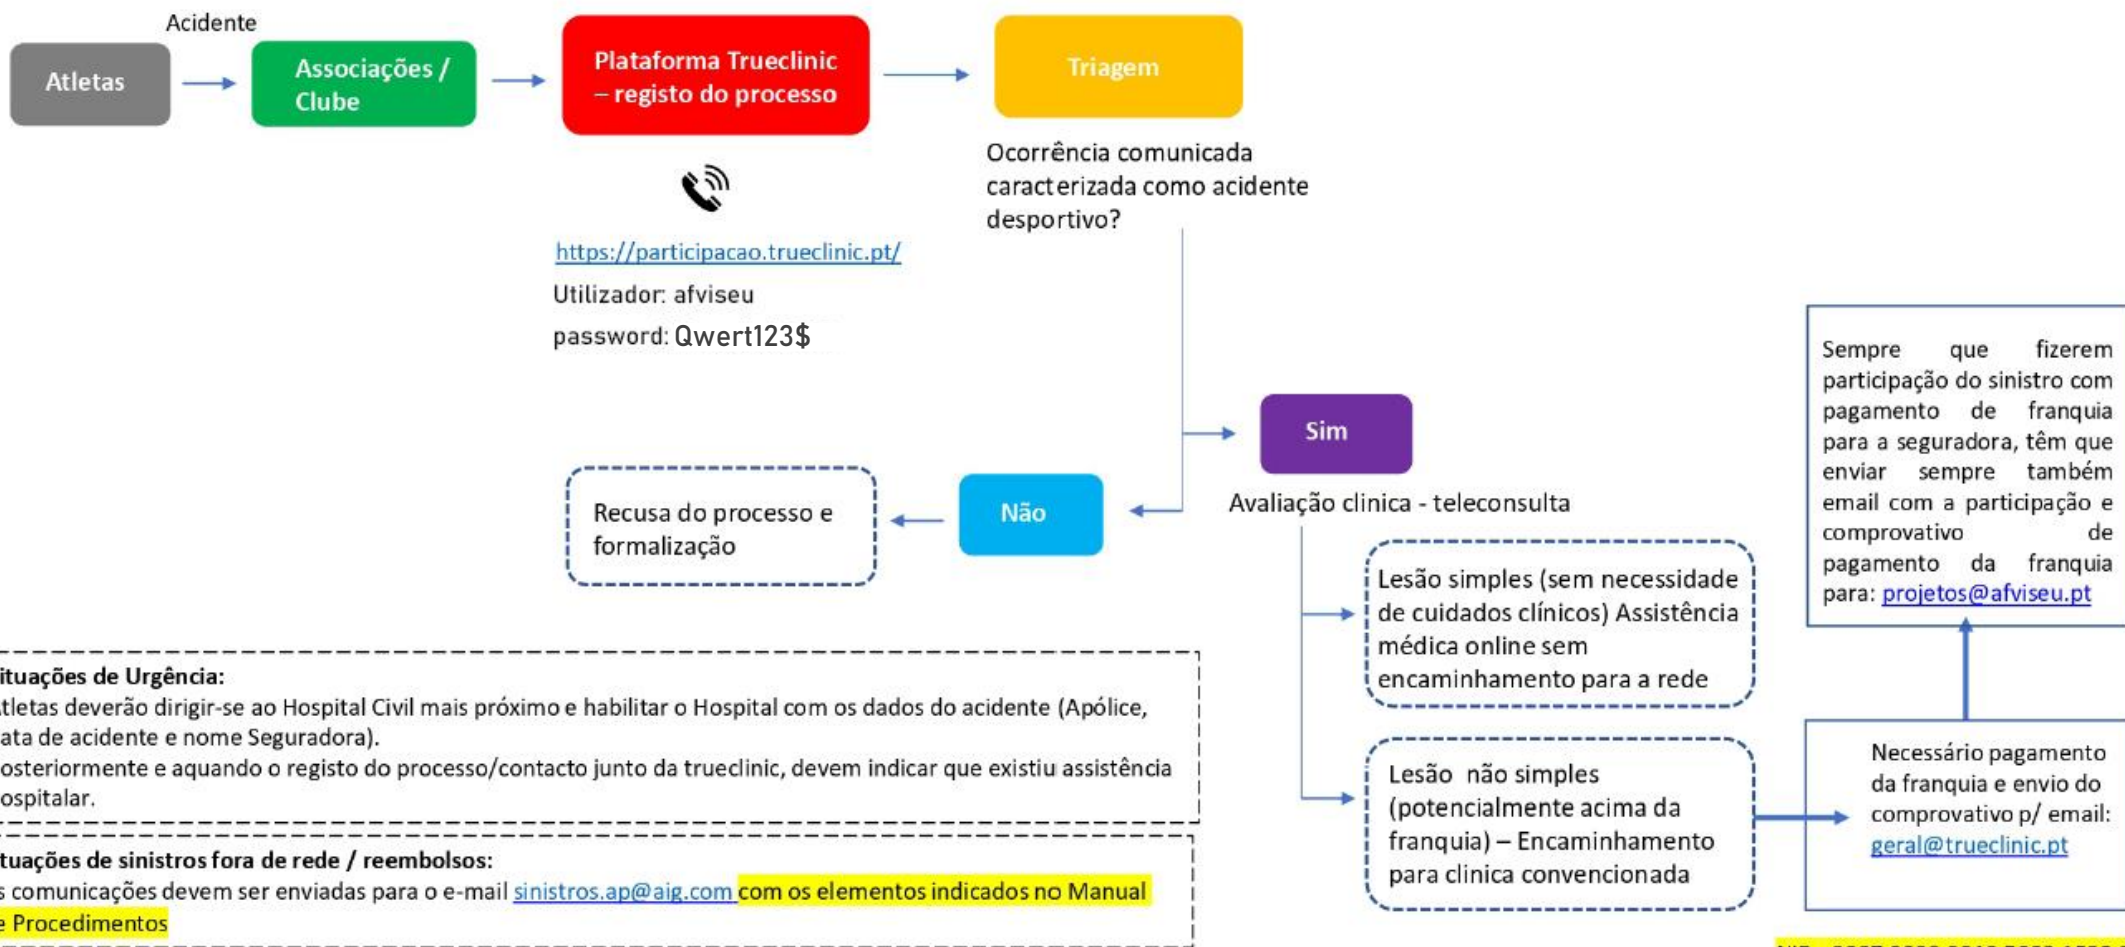 Acidente
Atletas
Associações /
Clube
Plataforma Trueclinic
– registo do processo
Triagem
Ocorrência comunicada
caracterizada como acidente
desportivo?
https://participacao.trueclinic.pt/
Utilizador: afviseu
password: Qwert123$
Sim
Não
Recusa do processo e
formalização
Avaliação clinica - teleconsulta
Lesão simples (sem necessidade
de cuidados clínicos) Assistência
médica online sem
encaminhamento para a rede
Lesão não simples
(potencialmente acima da
franquia) – Encaminhamento
para clinica convencionada
Necessário pagamento
da franquia e envio do
comprovativo p/ email:
geral@trueclinic.pt
Sempre que fizerem
participação do sinistro com
pagamento de franquia
para a seguradora, têm que
enviar sempre também
email com a participação e
comprovativo de
pagamento da franquia
para: projetos@afviseu.pt
ituações de Urgência:
tletas deverão dirigir-se ao Hospital Civil mais próximo e habilitar o Hospital com os dados do acidente (Apólice,
ata de acidente e nome Seguradora).
osteriormente e aquando o registo do processo/contacto junto da trueclinic, devem indicar que existiu assistência
ospitalar.
tuações de sinistros fora de rede / reembolsos:
s comunicações devem ser enviadas para o e-mail sinistros.ap@aig.com com os elementos indicados no Manual
e Procedimentos